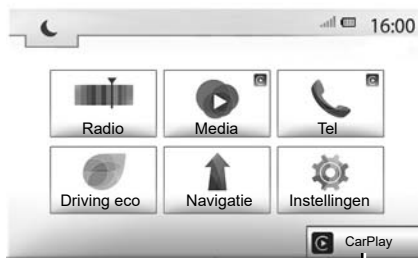 16:00
Radio
Media
Tel
Driving eco
Navigatie
Instellingen
CarPlay